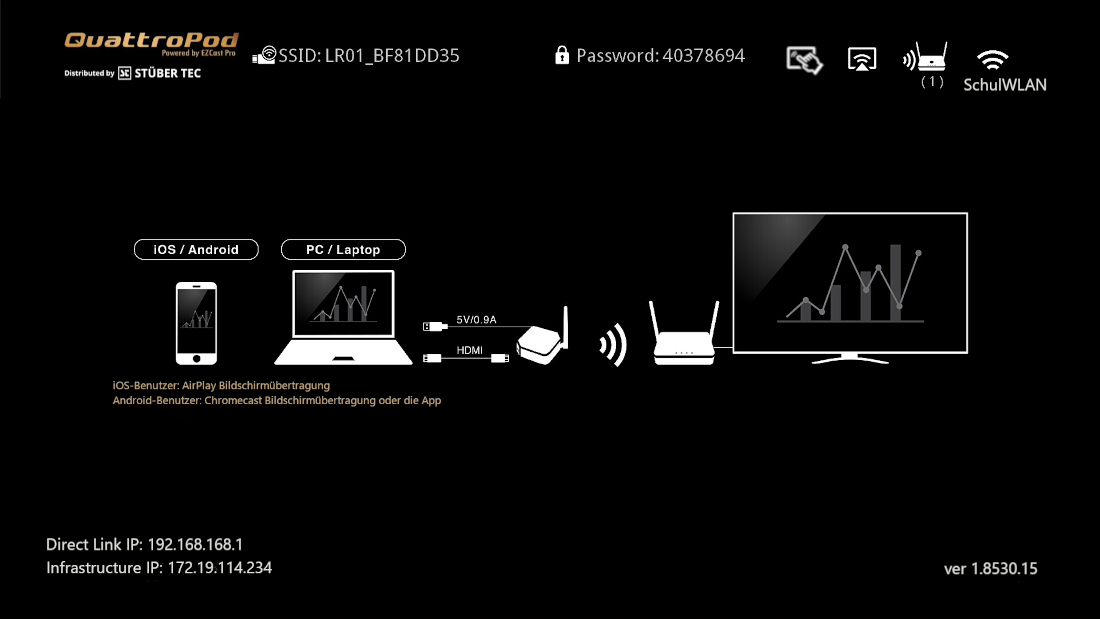 QuattroPod
Powered by EZCast Pro
Distributed by STÜBER TEC
SSID: LR01_BF81DD35
Password: 40378694
(1)
SchulWLAN
iOS / Android
PC / Laptop
5V/0.9A
HDMI
iOS-Benutzer: AirPlay Bildschirmübertragung
Android-Benutzer: Chromecast Bildschirmübertragung oder die App
Direct Link IP: 192.168.168.1
Infrastructure IP: 172.19.114.234
ver 1.8530.15